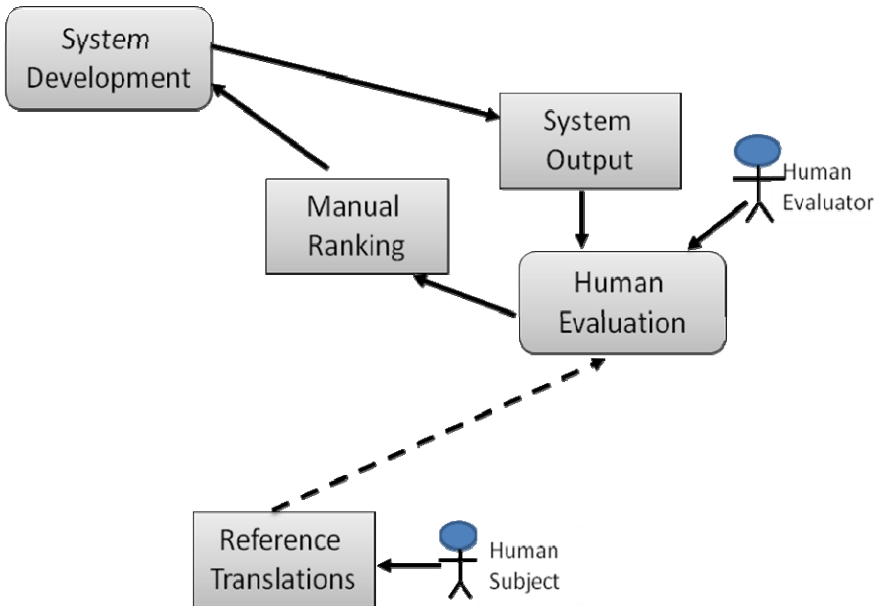 System
Development
System
Output
Human
Evaluator
Manual
Ranking
Human
Evaluation
Reference
Translations
Human
Subject